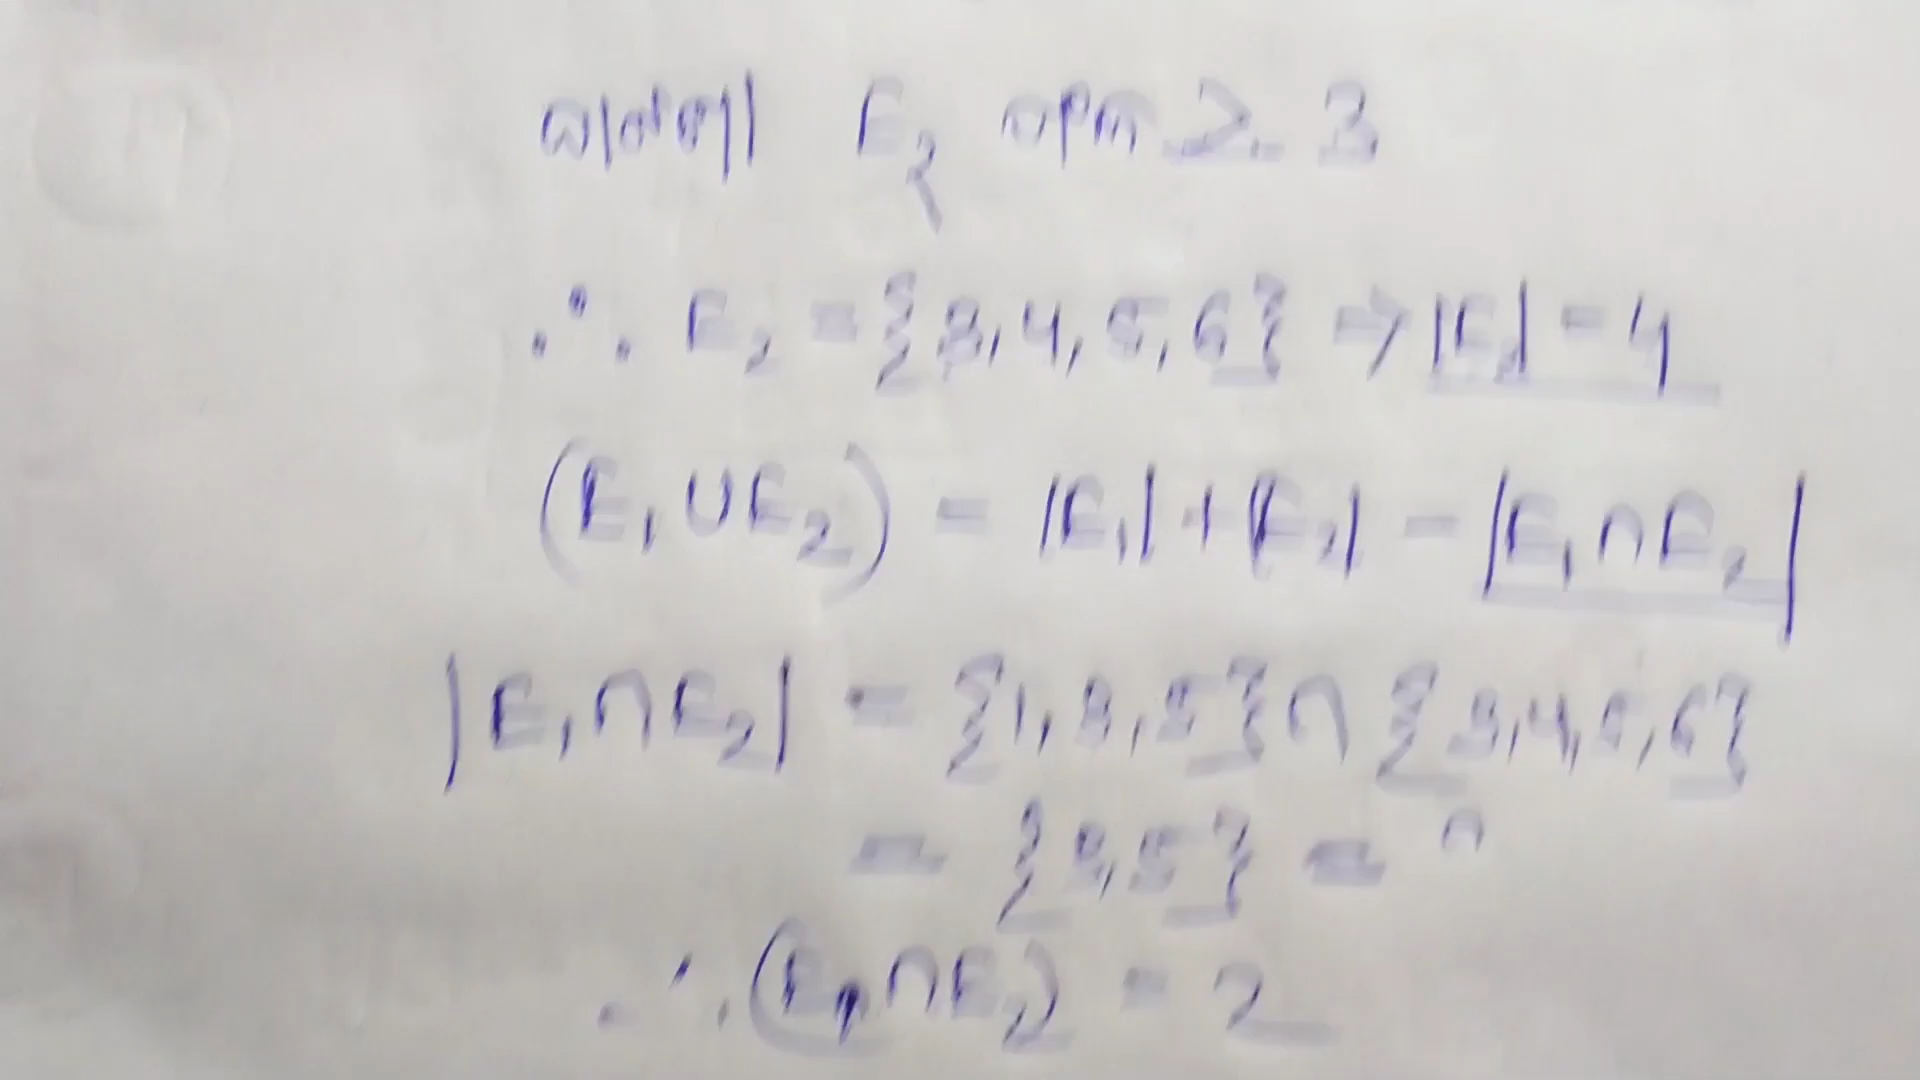 E₂ ≥ 3
∴ E₂ = {3,4,5,6} ⇒ |E₂| = 4
(E₁∪E₂) = |E₁| + |E₂| - |E₁∩E₂|
|E₁∩E₂| = {1,3,5} ∩ {3,4,5,6}
= {3,5} =
∴ (E₁∩E₂) = 2